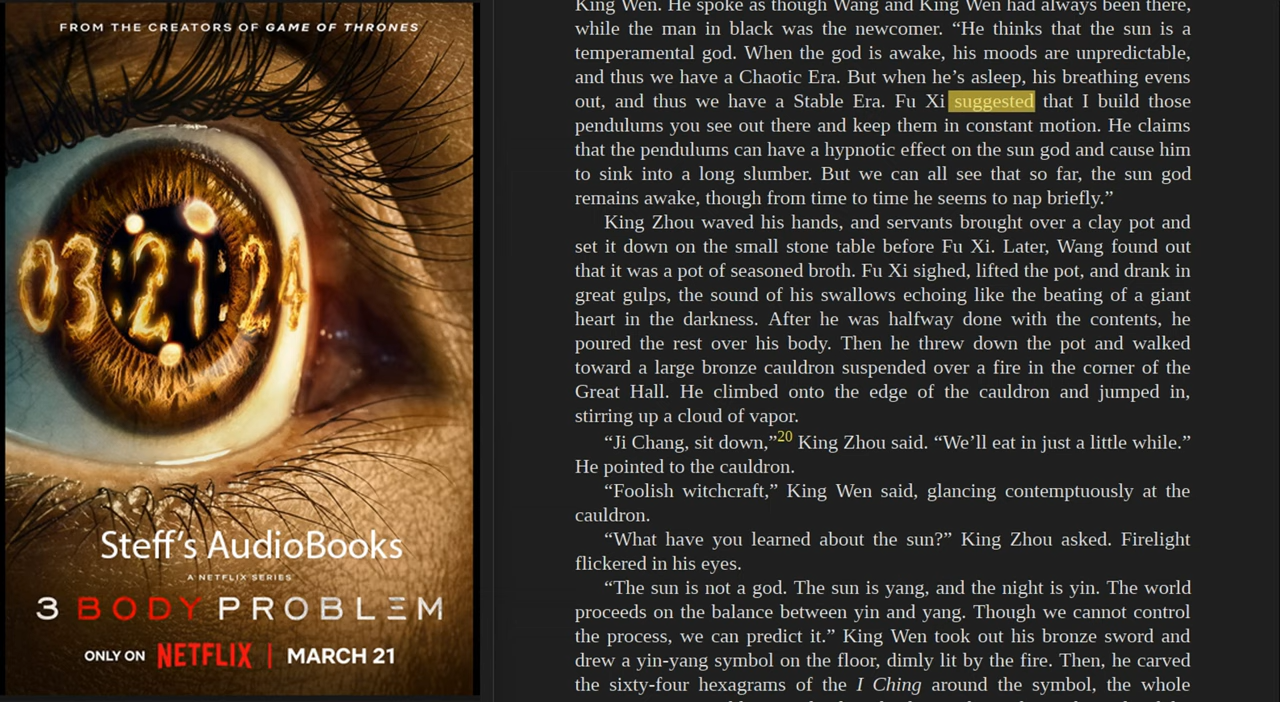 FROM THE CREATORS OF GAME OF THRONES
03:21:24
Steff's AudioBooks
A NETFLIX SERIES
3 BODY PROBLEM
ONLY ON NETFLIX | MARCH 21
King Wen. He spoke as though Wang and King Wen had always been there,
while the man in black was the newcomer. “He thinks that the sun is a
temperamental god. When the god is awake, his moods are unpredictable,
and thus we have a Chaotic Era. But when he’s asleep, his breathing evens
out, and thus we have a Stable Era. Fu Xi suggested that I build those
pendulums you see out there and keep them in constant motion. He claims
that the pendulums can have a hypnotic effect on the sun god and cause him
to sink into a long slumber. But we can all see that so far, the sun god
remains awake, though from time to time he seems to nap briefly.”
King Zhou waved his hands, and servants brought over a clay pot and
set it down on the small stone table before Fu Xi. Later, Wang found out
that it was a pot of seasoned broth. Fu Xi sighed, lifted the pot, and drank in
great gulps, the sound of his swallows echoing like the beating of a giant
heart in the darkness. After he was halfway done with the contents, he
poured the rest over his body. Then he threw down the pot and walked
toward a large bronze cauldron suspended over a fire in the corner of the
Great Hall. He climbed onto the edge of the cauldron and jumped in,
stirring up a cloud of vapor.
“Ji Chang, sit down,”20 King Zhou said. “We’ll eat in just a little while.”
He pointed to the cauldron.
“Foolish witchcraft,” King Wen said, glancing contemptuously at the
cauldron.
“What have you learned about the sun?” King Zhou asked. Firelight
flickered in his eyes.
“The sun is not a god. The sun is yang, and the night is yin. The world
proceeds on the balance between yin and yang. Though we cannot control
the process, we can predict it.” King Wen took out his bronze sword and
drew a yin-yang symbol on the floor, dimly lit by the fire. Then, he carved
the sixty-four hexagrams of the I Ching around the symbol, the whole